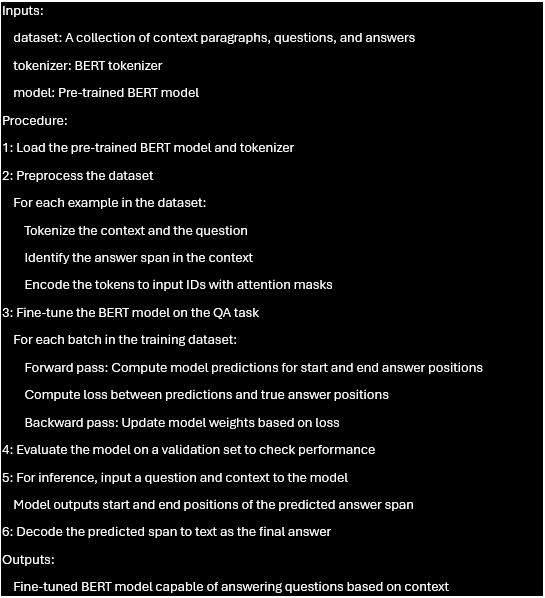 Inputs:
dataset: A collection of context paragraphs, questions, and answers
tokenizer: BERT tokenizer
model: Pre-trained BERT model
Procedure:
1: Load the pre-trained BERT model and tokenizer
2: Preprocess the dataset
For each example in the dataset:
Tokenize the context and the question
Identify the answer span in the context
Encode the tokens to input IDs with attention masks
3: Fine-tune the BERT model on the QA task
For each batch in the training dataset:
Forward pass: Compute model predictions for start and end answer positions
Compute loss between predictions and true answer positions
Backward pass: Update model weights based on loss
4: Evaluate the model on a validation set to check performance
5: For inference, input a question and context to the model
Model outputs start and end positions of the predicted answer span
6: Decode the predicted span to text as the final answer
Outputs:
Fine-tuned BERT model capable of answering questions based on context